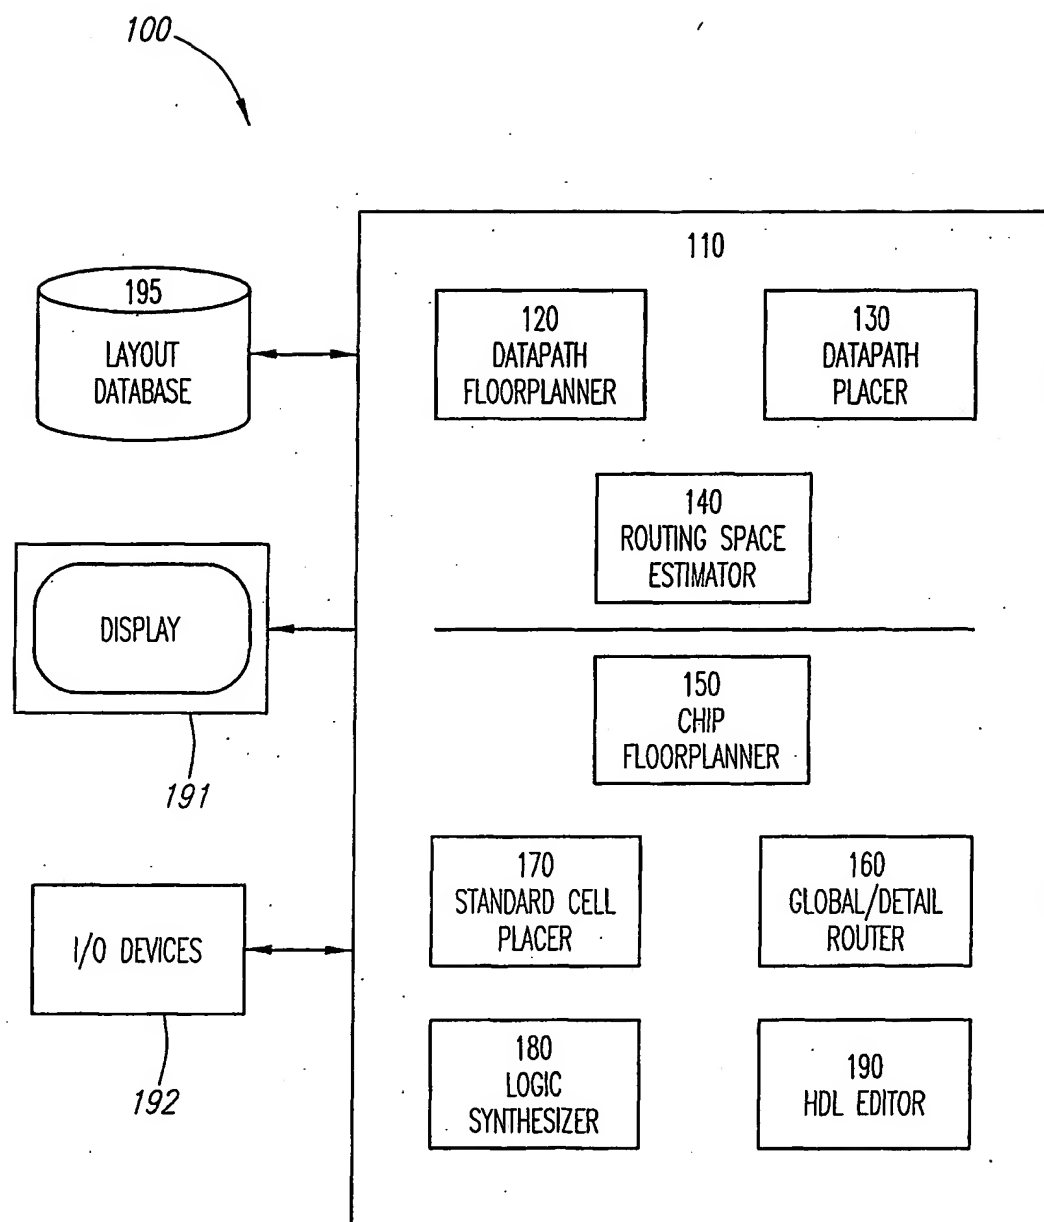 100
110
195
LAYOUT
DATABASE
120
DATAPATH
FLOORPLANNER
130
DATAPATH
PLACER
140
ROUTING SPACE
ESTIMATOR
DISPLAY
191
150
CHIP
FLOORPLANNER
170
STANDARD CELL
PLACER
160
GLOBAL/DETAIL
ROUTER
I/O DEVICES
192
180
LOGIC
SYNTHESIZER
190
HDL EDITOR